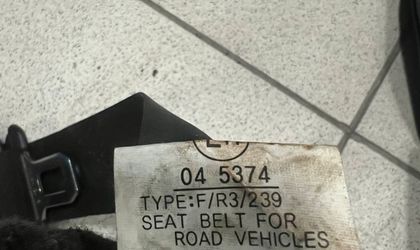 04 5374
TYPE:F/R3/239
SEAT BELT FOR
ROAD VEHICLES